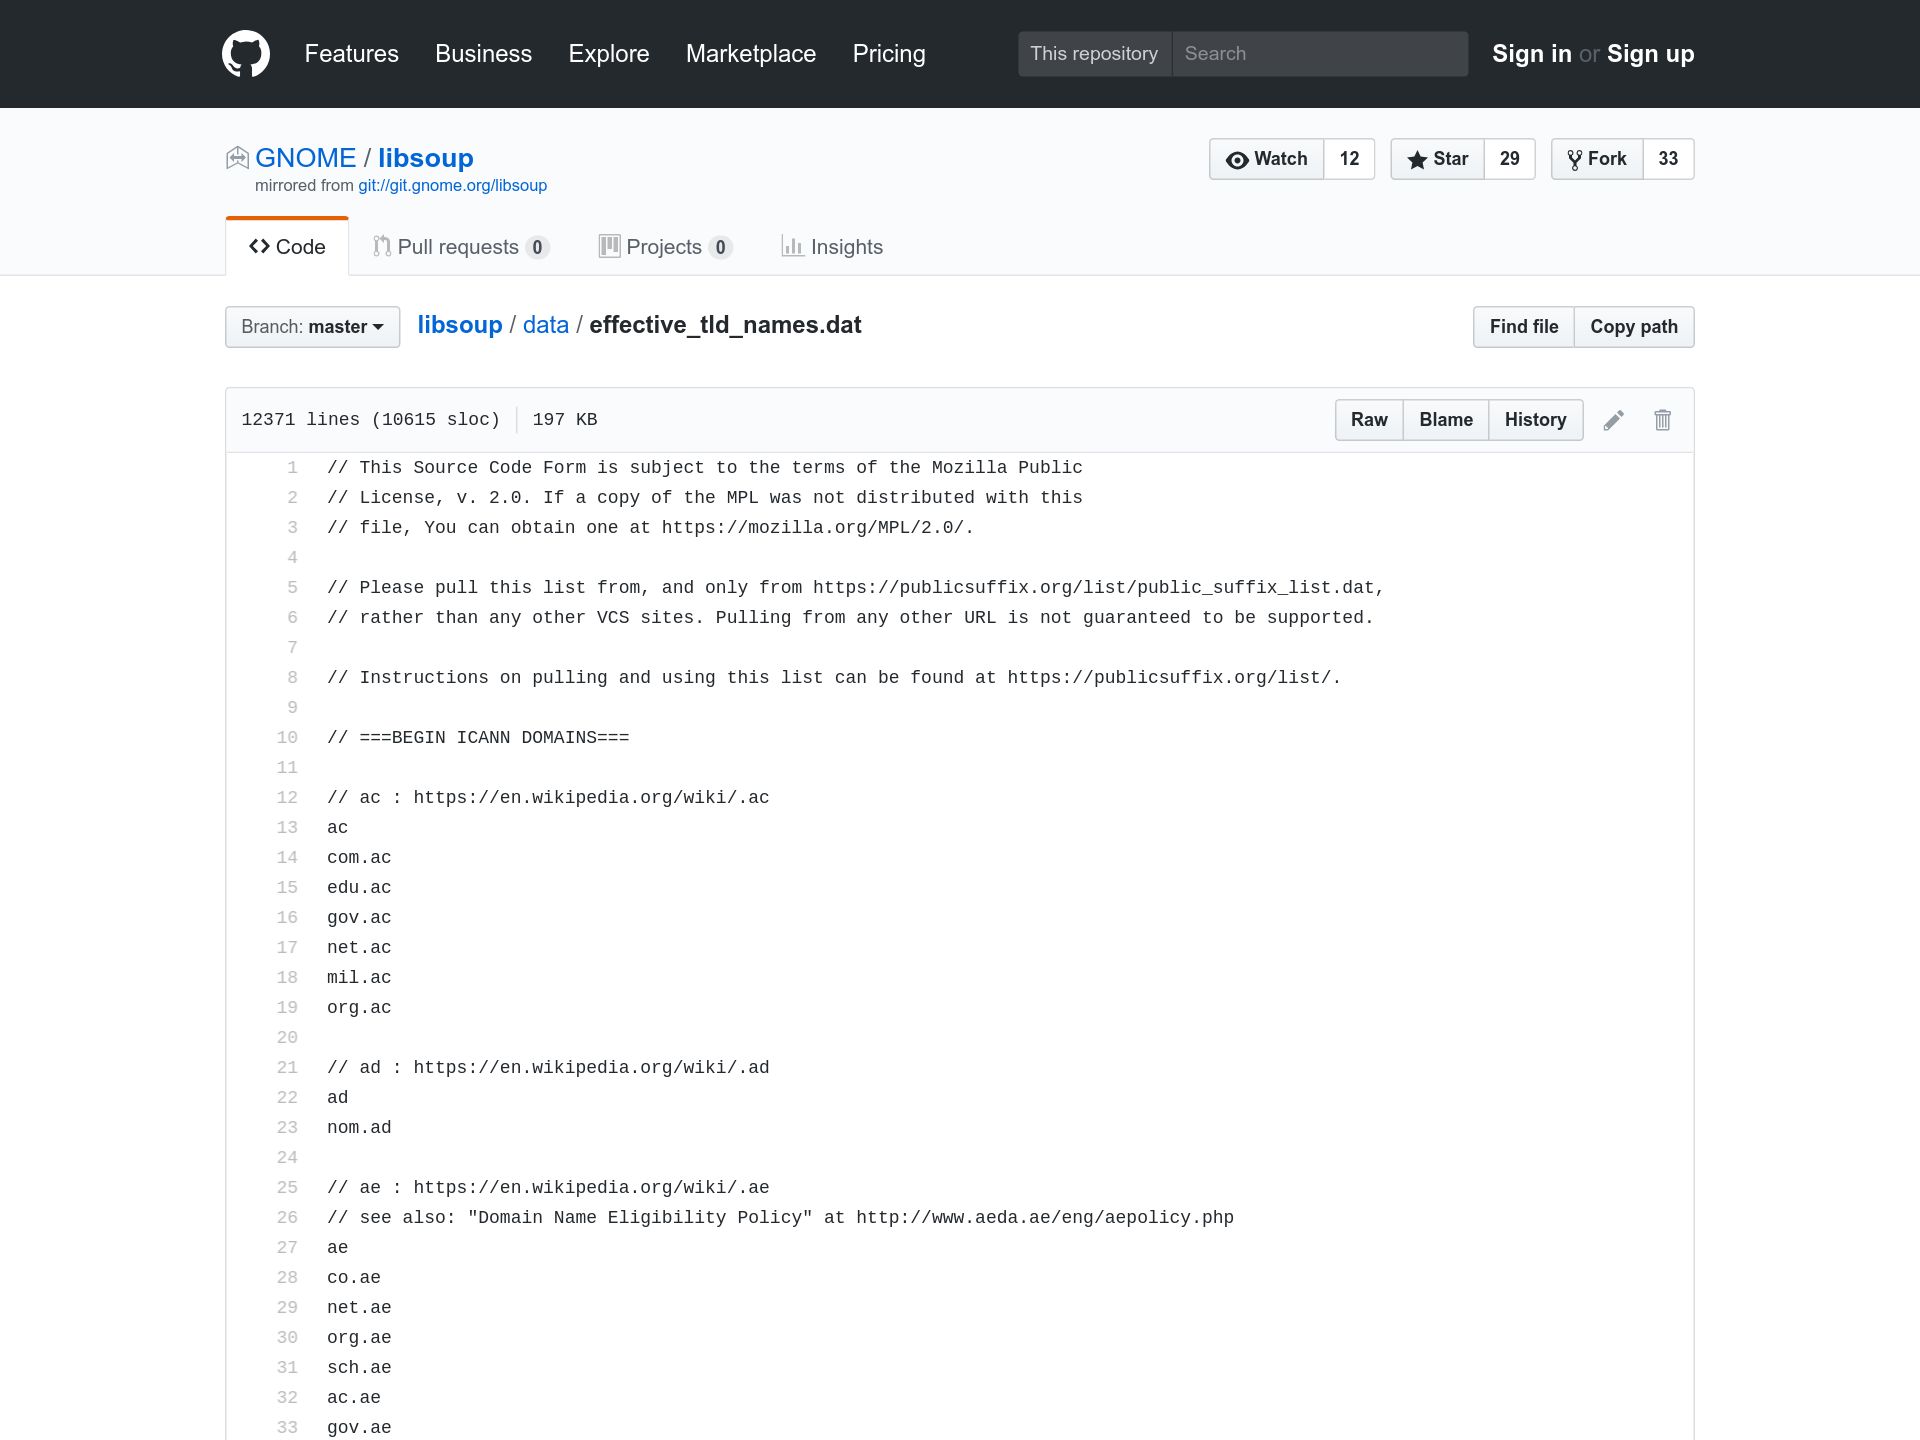 Features Business Explore Marketplace Pricing This repository Search Sign in or Sign up
GNOME / libsoup
mirrored from git://git.gnome.org/libsoup
Watch 12 Star 29 Fork 33
Code Pull requests 0 Projects 0 Insights
Branch: master libsoup / data / effective_tld_names.dat Find file Copy path
12371 lines (10615 sloc) 197 KB Raw Blame History
1 // This Source Code Form is subject to the terms of the Mozilla Public
2 // License, v. 2.0. If a copy of the MPL was not distributed with this
3 // file, You can obtain one at https://mozilla.org/MPL/2.0/.
4
5 // Please pull this list from, and only from https://publicsuffix.org/list/public_suffix_list.dat,
6 // rather than any other VCS sites. Pulling from any other URL is not guaranteed to be supported.
7
8 // Instructions on pulling and using this list can be found at https://publicsuffix.org/list/.
9
10 // ===BEGIN ICANN DOMAINS===
11
12 // ac : https://en.wikipedia.org/wiki/.ac
13 ac
14 com.ac
15 edu.ac
16 gov.ac
17 net.ac
18 mil.ac
19 org.ac
20
21 // ad : https://en.wikipedia.org/wiki/.ad
22 ad
23 nom.ad
24
25 // ae : https://en.wikipedia.org/wiki/.ae
26 // see also: "Domain Name Eligibility Policy" at http://www.aeda.ae/eng/aepolicy.php
27 ae
28 co.ae
29 net.ae
30 org.ae
31 sch.ae
32 ac.ae
33 gov.ae